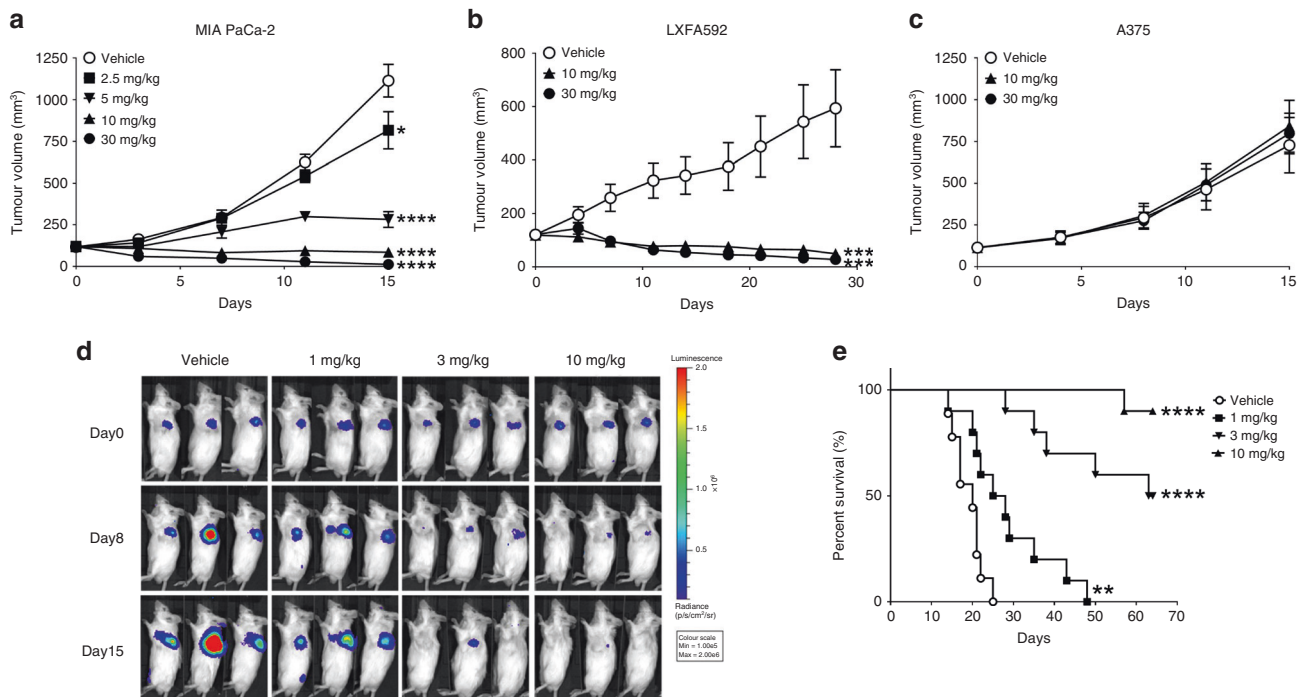 a
MIA PaCa-2
Tumour volume (mm³)
1250
1000
750
500
250
0
Vehicle
2.5 mg/kg
5 mg/kg
10 mg/kg
30 mg/kg
*
****
****
****
0 5 10 15
Days
b
LXFA592
Tumour volume (mm³)
800
600
400
200
0
Vehicle
10 mg/kg
30 mg/kg
***
***
0 10 20 30
Days
c
A375
Tumour volume (mm³)
1250
1000
750
500
250
0
Vehicle
10 mg/kg
30 mg/kg
0 5 10 15
Days
d
Vehicle 1 mg/kg 3 mg/kg 10 mg/kg
Day0
Day8
Day15
Luminescence
2.0
1.5
1.0
×10⁶
0.5
Radiance
(p/s/cm²/sr)
Colour scale
Min = 1.00e5
Max = 2.00e6
e
Percent survival (%)
100
50
0
Vehicle
1 mg/kg
3 mg/kg
10 mg/kg
****
****
**
0 10 20 30 40 50 60 70
Days